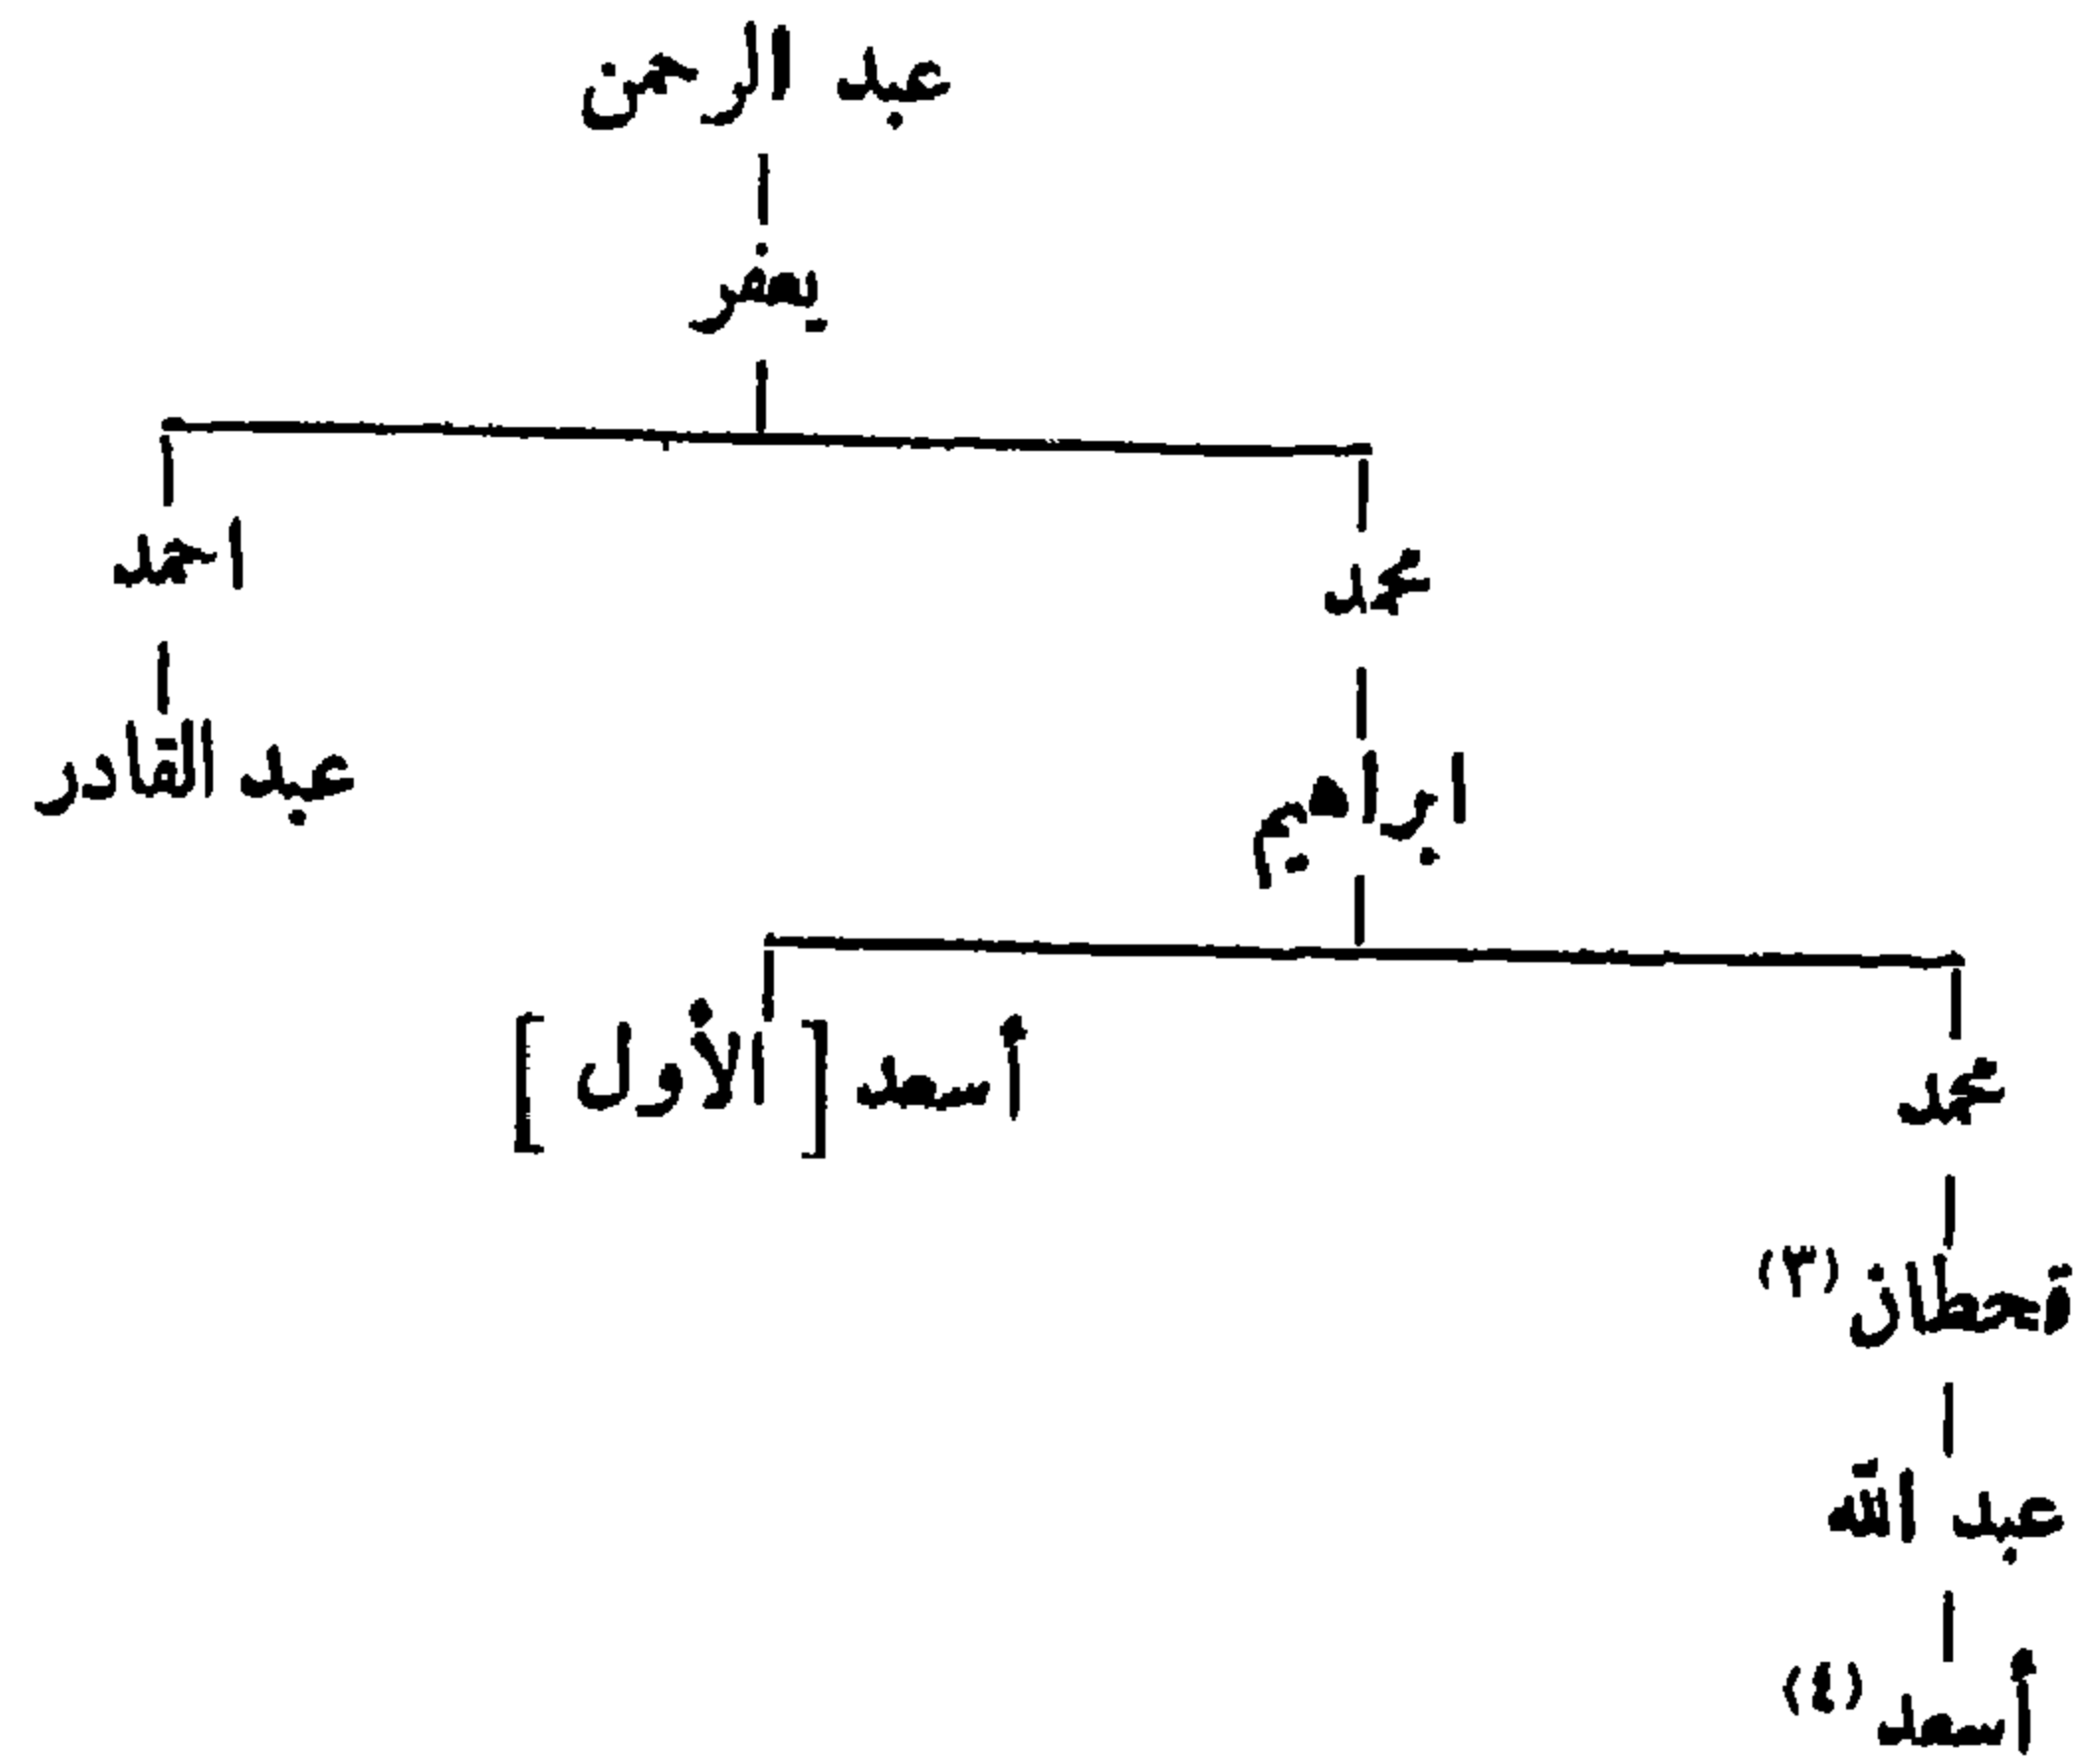 عبد الرحمن
يعفر
محمد احمد
ابراهيم عبد القادر
محمد أسعد [الأول]
قحطان (٣)
عبد الله
أسعد (٤)